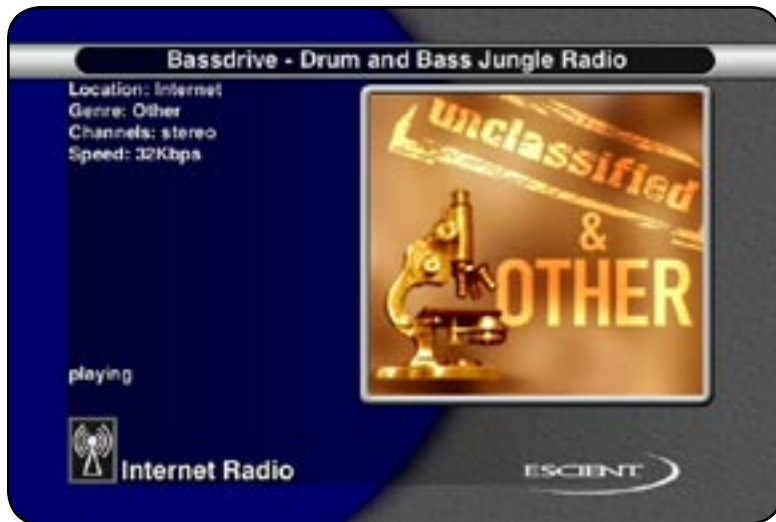 Bassdrive - Drum and Bass Jungle Radio
Location: Internet
Genre: Other
Channels: stereo
Speed: 32Kbps
unclassified
&
OTHER
playing
Internet Radio
ESCIENT